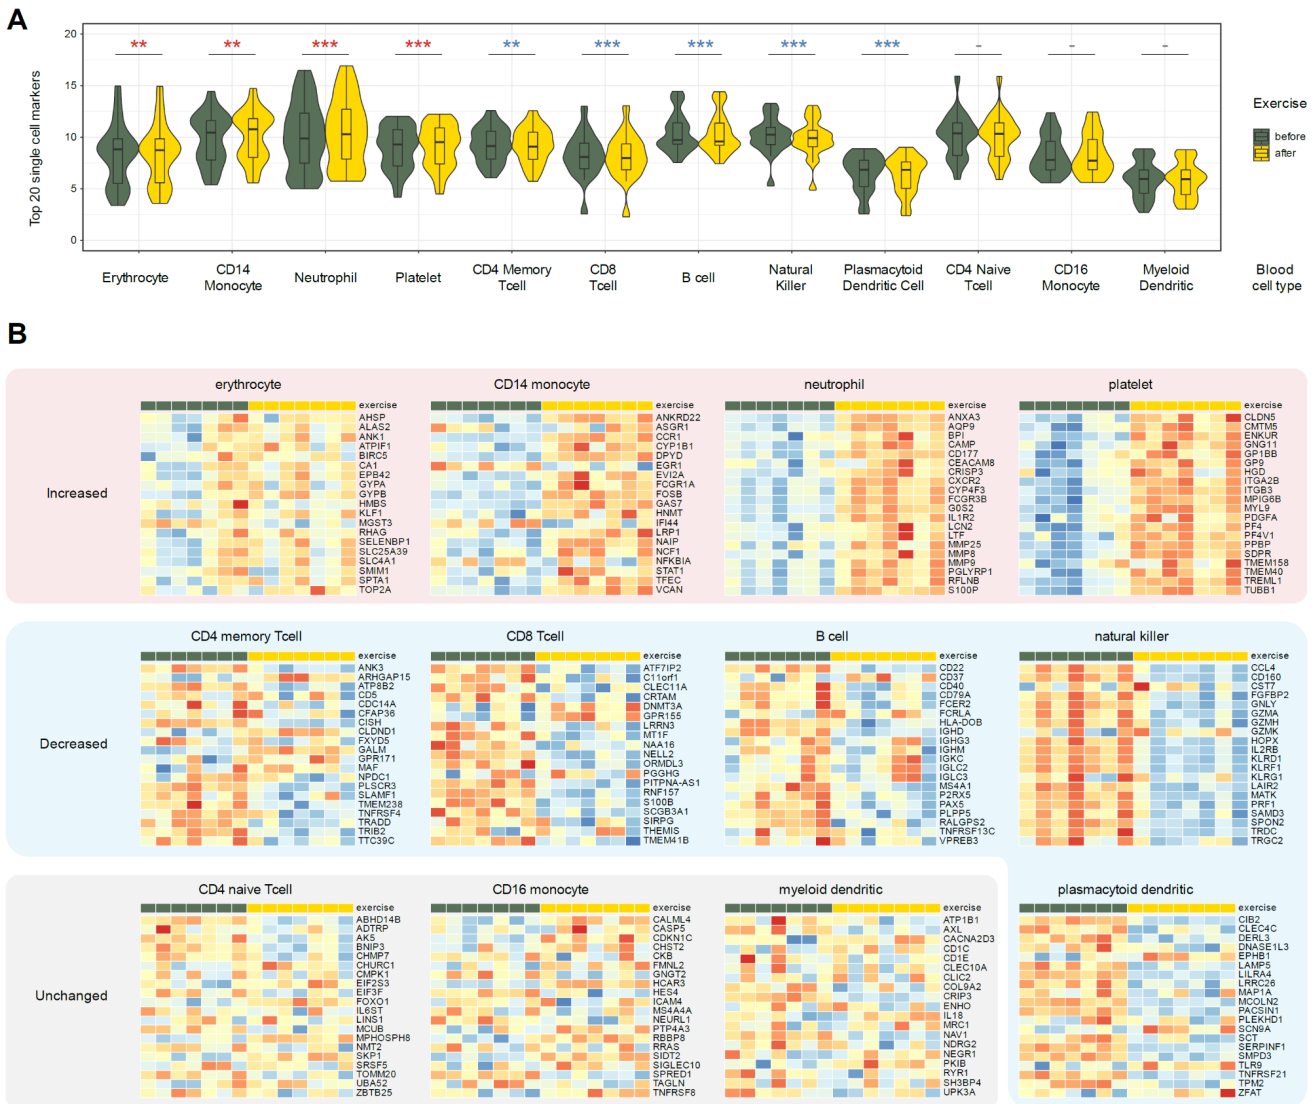 A
20
15
10
5
0
Top 20 single cell markers
** ** *** *** ** *** *** *** *** - - -
Exercise
before
after
Erythrocyte
CD14
Monocyte
Neutrophil
Platelet
CD4 Memory
Tcell
CD8
Tcell
B cell
Natural
Killer
Plasmacytoid
Dendritic Cell
CD4 Naive
Tcell
CD16
Monocyte
Myeloid
Dendritic
Blood
cell type
B
Increased
erythrocyte
exercise
AHSP
ALAS2
ANK1
ATPIF1
BIRC5
CA1
EPB42
GYPA
GYPB
HMBS
KLF1
MGST3
RHAG
SELENBP1
SLC25A39
SLC4A1
SMIM1
SPTA1
TOP2A
CD14 monocyte
exercise
ANKRD22
ASGR1
CCR1
CYP1B1
DPYD
EGR1
EVI2A
FCGR1A
FOSB
GAS7
HNMT
IFI44
LRP1
NAIP
NCF1
NFKBIA
STAT1
TFEC
VCAN
neutrophil
exercise
ANXA3
AQP9
BPI
CAMP
CD177
CEACAM8
CRISP3
CXCR2
CYP4F3
FCGR3B
G0S2
IL1R2
LCN2
LTF
MMP25
MMP8
MMP9
PGLYRP1
RFLNB
S100P
platelet
exercise
CLDN5
CMTM5
ENKUR
GNG11
GP1BB
GP9
HGD
ITGA2B
ITGB3
MPIG6B
MYL9
PDGFA
PF4
PF4V1
PPBP
SDPR
TMEM158
TMEM40
TREML1
TUBB1
Decreased
CD4 memory Tcell
exercise
ANK3
ARHGAP15
ATP8B2
CD5
CDC14A
CFAP36
CISH
CLDND1
FXYD5
GALM
GPR171
MAF
NPDC1
PLSCR3
SLAMF1
TMEM238
TNFRSF4
TRADD
TRIB2
TTC39C
CD8 Tcell
exercise
ATF7IP2
C11orf1
CLEC11A
CRTAM
DNMT3A
GPR155
LRRN3
MT1F
NAA16
NELL2
ORMDL3
PGGHG
PITPNA-AS1
RNF157
S100B
SCGB3A1
SIRPG
THEMIS
TMEM41B
B cell
exercise
CD22
CD37
CD40
CD79A
FCER2
FCRLA
HLA-DOB
IGHD
IGHG3
IGHM
IGKC
IGLC2
IGLC3
MS4A1
P2RX5
PAX5
PLPP5
RALGPS2
TNFRSF13C
VPREB3
natural killer
exercise
CCL4
CD160
CST7
FGFBP2
GNLY
GZMA
GZMH
GZMK
HOPX
IL2RB
KLRD1
KLRF1
KLRG1
LAIR2
MATK
PRF1
SAMD3
SPON2
TRDC
TRGC2
Unchanged
CD4 naive Tcell
exercise
ABHD14B
ADTRP
AK5
BNIP3
CHMP7
CHURC1
CMPK1
EIF2S3
EIF3F
FOXO1
IL6ST
LINS1
MCUB
MPHOSPH8
NMT2
SKP1
SRSF5
TOMM20
UBA52
ZBTB25
CD16 monocyte
exercise
CALML4
CASP5
CDKN1C
CHST2
CKB
FMNL2
GNGT2
HCAR3
HES4
ICAM4
MS4A4A
NEURL1
PTP4A3
RBBP8
RRAS
SIDT2
SIGLEC10
SPRED1
TAGLN
TNFRSF8
myeloid dendritic
exercise
ATP1B1
AXL
CACNA2D3
CD1C
CD1E
CLEC10A
CLIC2
COL9A2
CRIP3
ENHO
IL18
MRC1
NAV1
NDRG2
NEGR1
PKIB
RYR1
SH3BP4
UPK3A
plasmacytoid dendritic
exercise
CIB2
CLEC4C
DERL3
DNASE1L3
EPHB1
LAMP5
LILRA4
LRRC26
MAP1A
MCOLN2
PACSIN1
PLEKHD1
SCN9A
SCT
SERPINF1
SMPD3
TLR9
TNFRSF21
TPM2
ZFAT